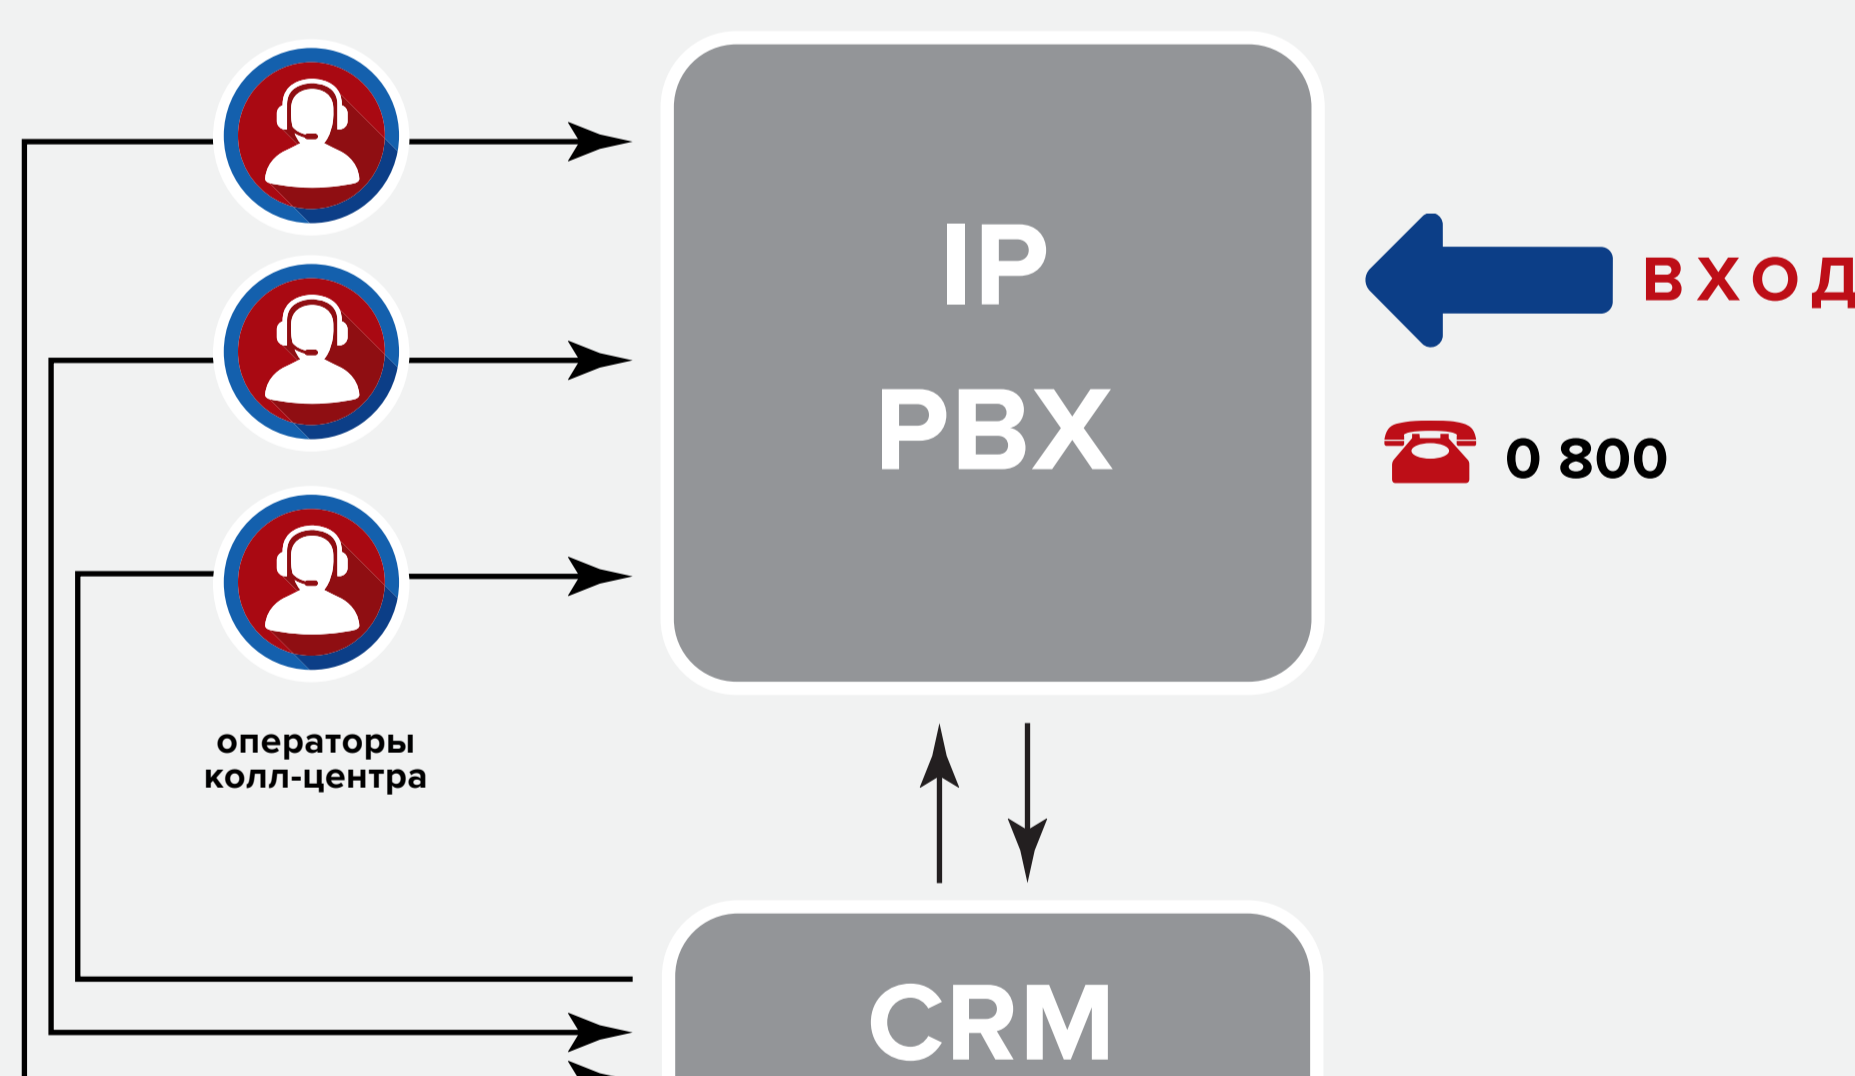 IP
PBX
ВХОД
0 800
операторы
колл-центра
CRM